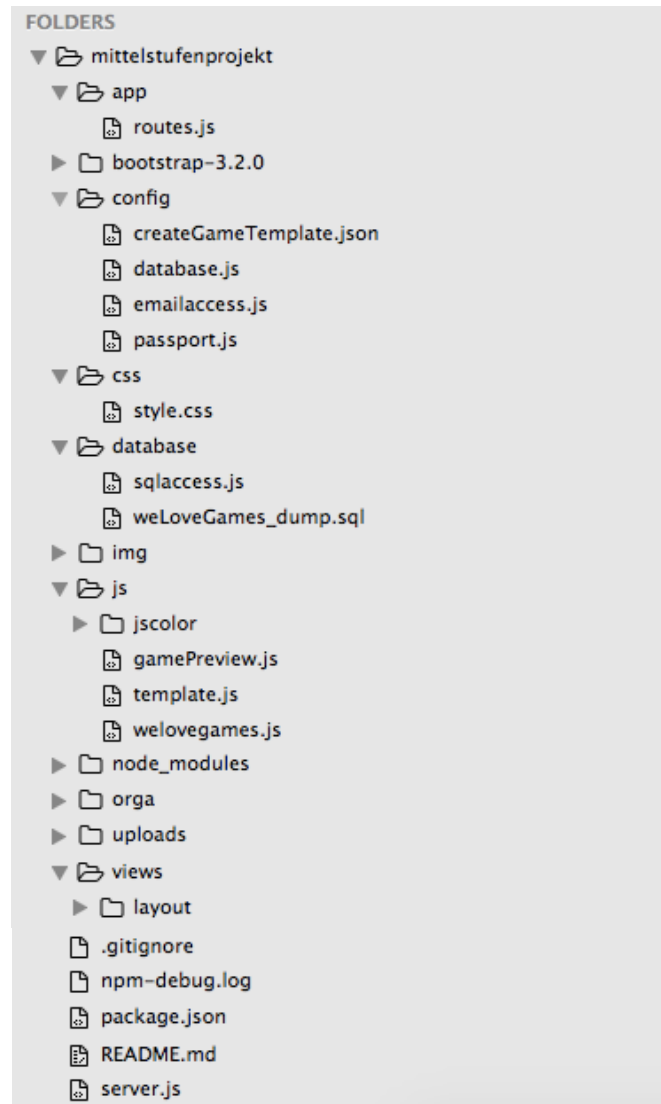 FOLDERS
mittelstufenprojekt
app
routes.js
bootstrap-3.2.0
config
createGameTemplate.json
database.js
emailaccess.js
passport.js
css
style.css
database
sqlaccess.js
weLoveGames_dump.sql
img
js
jscolor
gamePreview.js
template.js
welovegames.js
node_modules
orga
uploads
views
layout
.gitignore
npm-debug.log
package.json
README.md
server.js